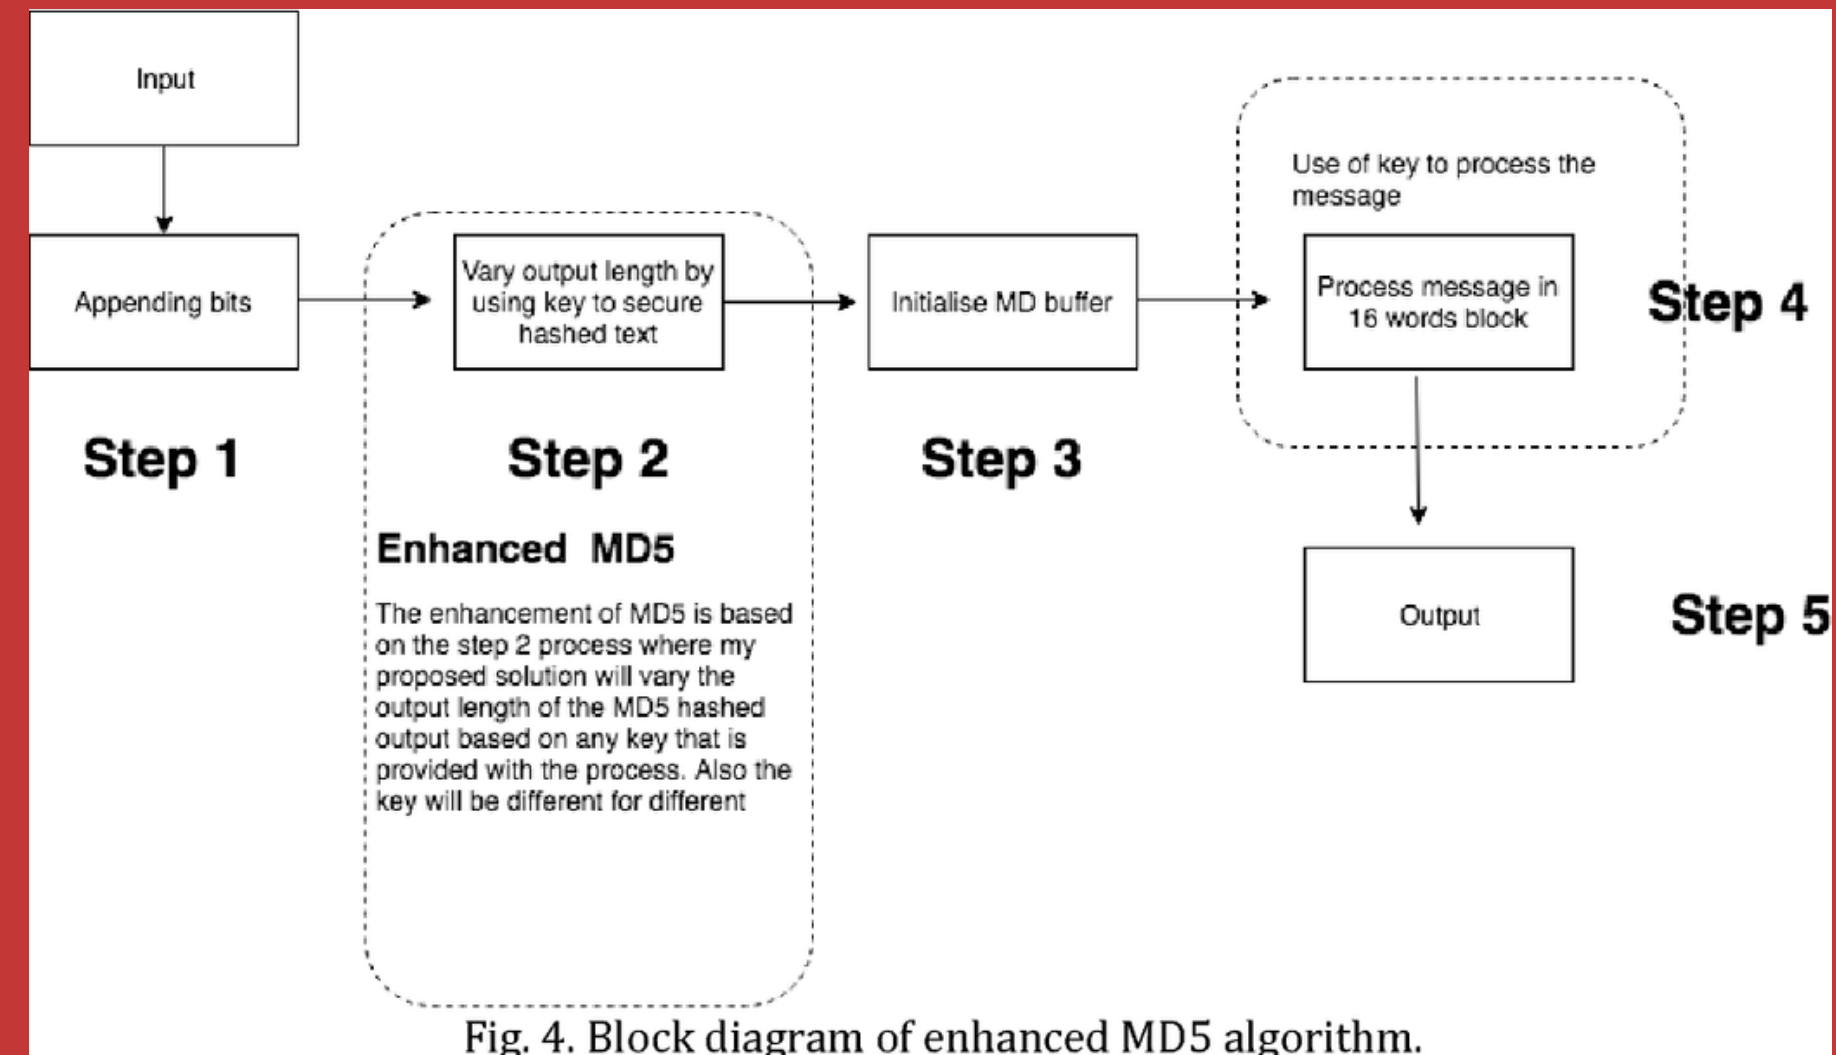 Input
Appending bits
Step 1
Vary output length by
using key to secure
hashed text
Step 2
Enhanced MD5
The enhancement of MD5 is based
on the step 2 process where my
proposed solution will vary the
output length of the MD5 hashed
output based on any key that is
provided with the process. Also the
key will be different for different
Initialise MD buffer
Step 3
Use of key to process the
message
Process message in
16 words block
Step 4
Output
Step 5
Fig. 4. Block diagram of enhanced MD5 algorithm.